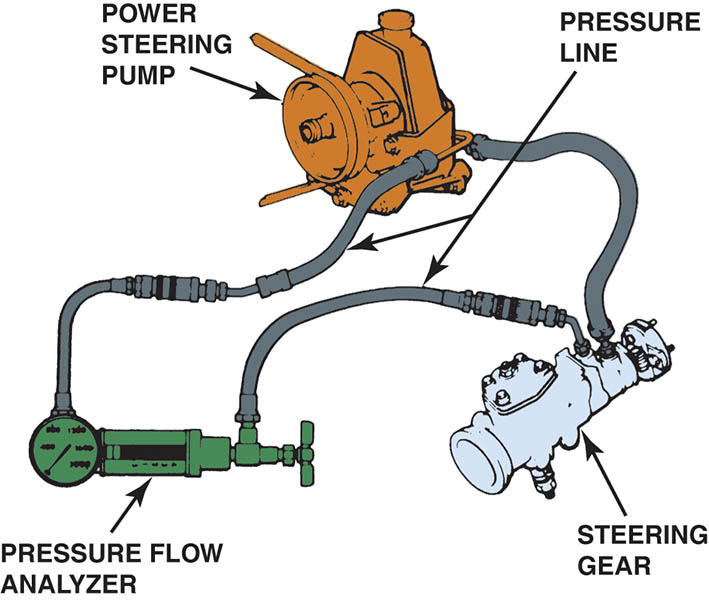 POWER
STEERING
PUMP
PRESSURE
LINE
PRESSURE FLOW
ANALYZER
STEERING
GEAR